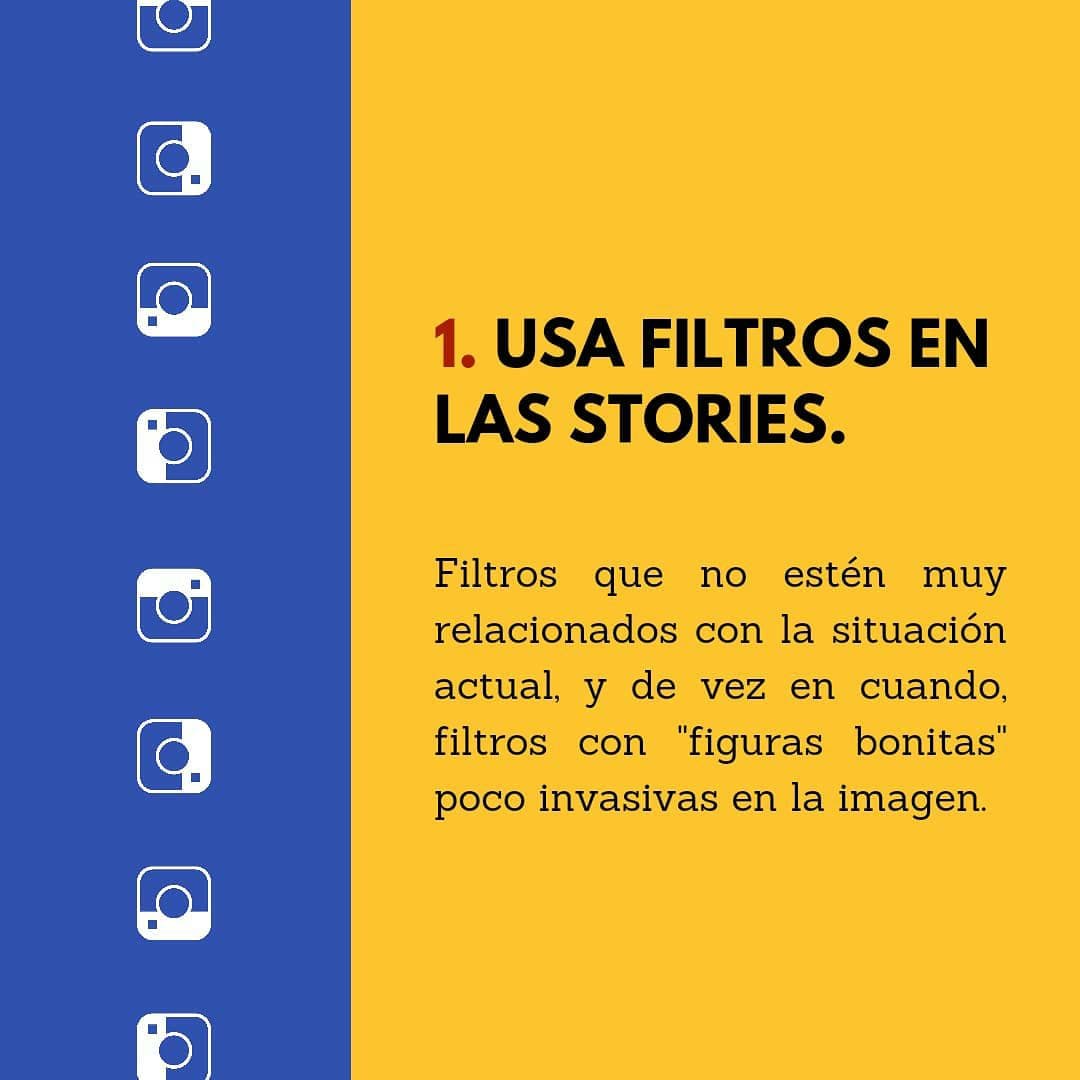 1. USA FILTROS EN
LAS STORIES.
Filtros que no estén muy
relacionados con la situación
actual, y de vez en cuando,
filtros con "figuras bonitas"
poco invasivas en la imagen.